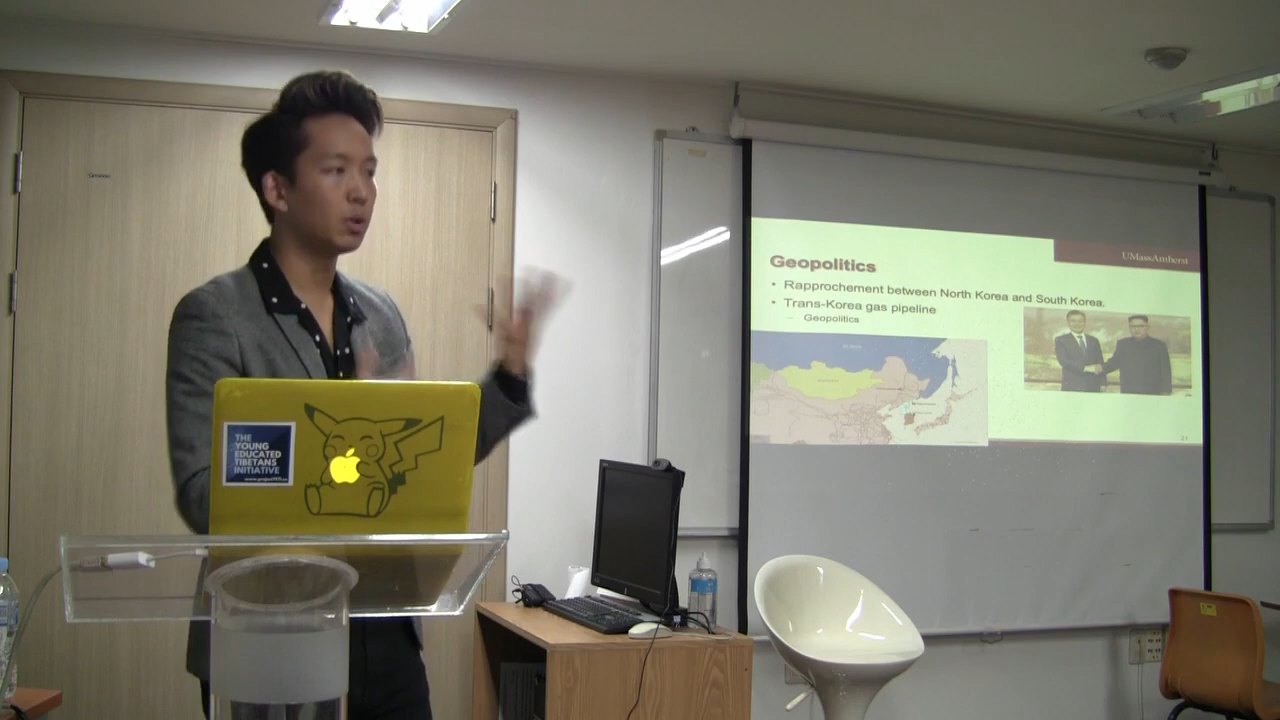 THE
YOUNG
EDUCATED
TIBETANS
INITIATIVE
UMassAmherst
Geopolitics
• Rapprochement between North Korea and South Korea.
• Trans-Korea gas pipeline
– Geopolitics